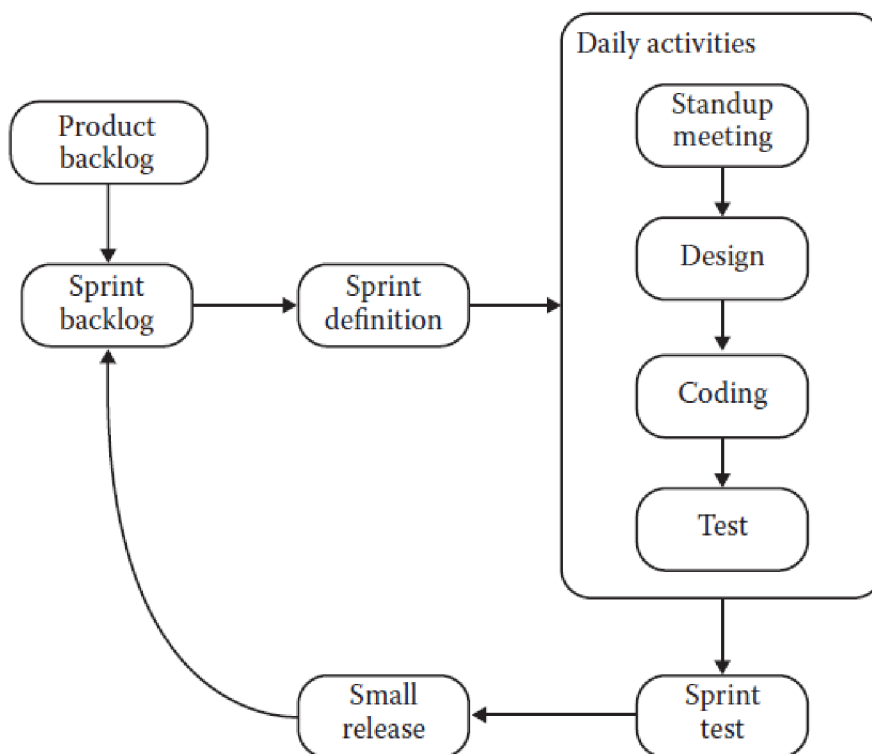 Daily activities
Standup
meeting
Product
backlog
Design
Sprint
backlog
Sprint
definition
Coding
Test
Small
release
Sprint
test